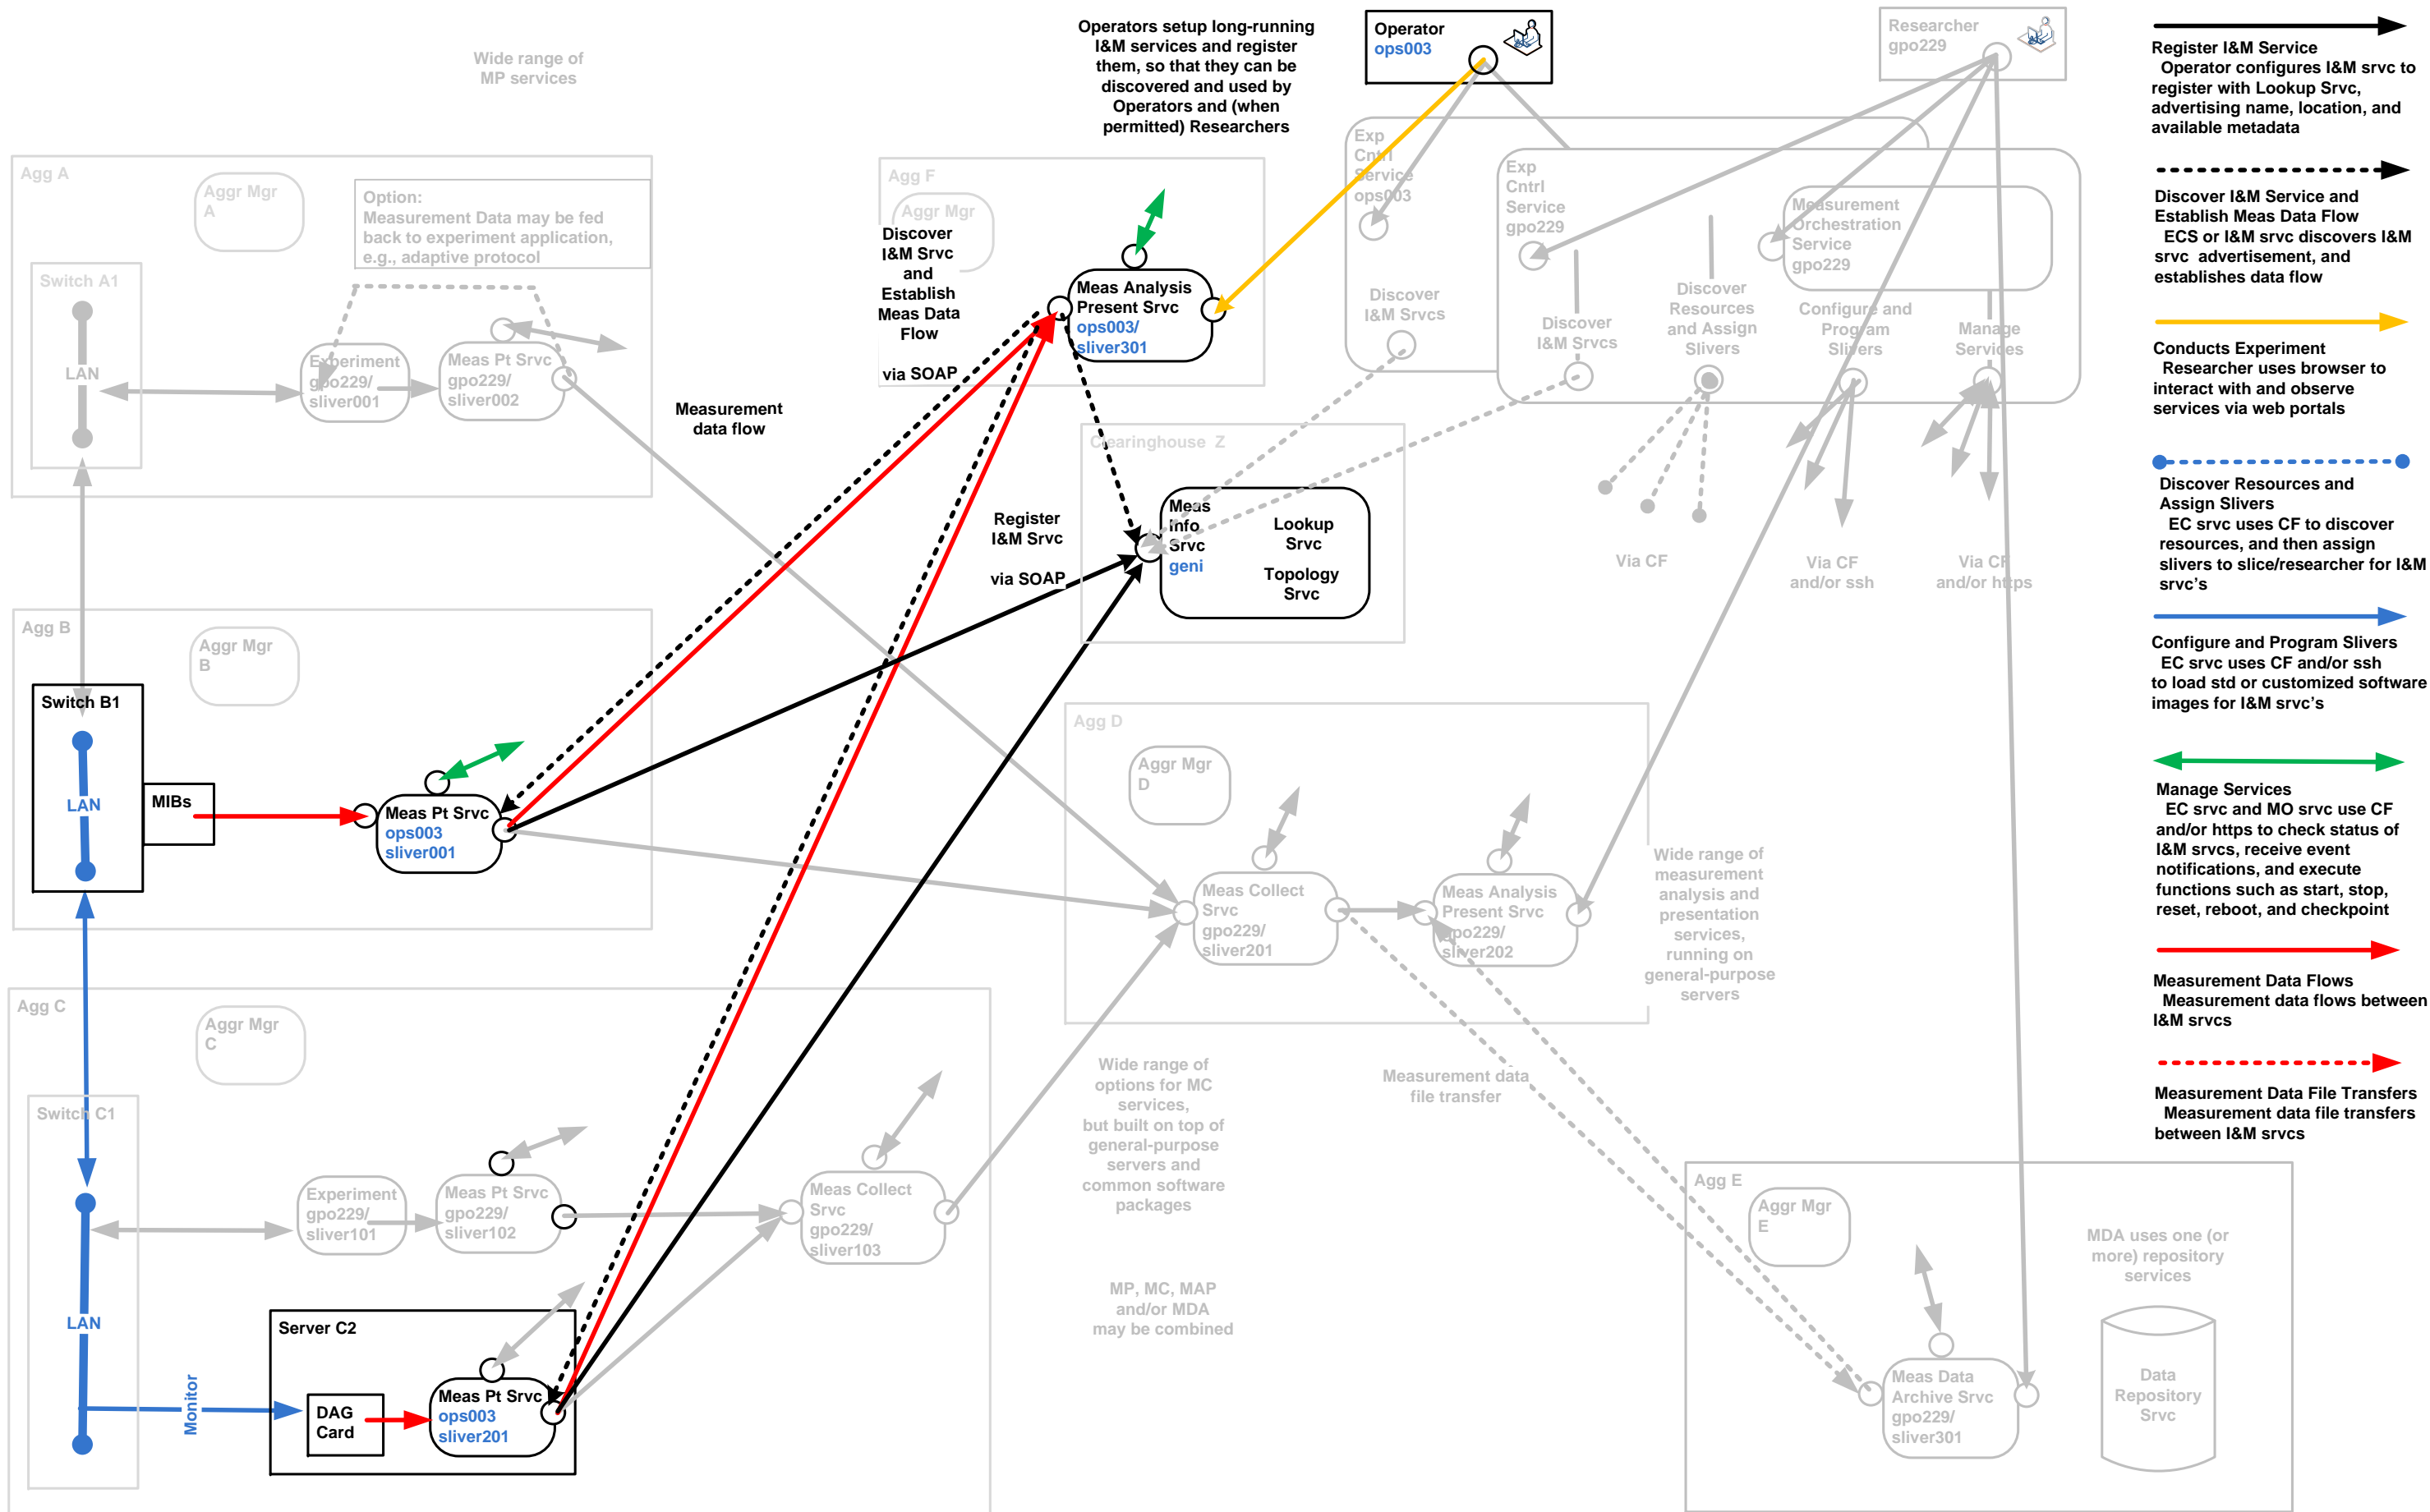 Wide range of
MP services
Operators setup long-running
I&M services and register
them, so that they can be
discovered and used by
Operators and (when
permitted) Researchers
Operator
ops003
Researcher
gpo229
Agg A
Aggr Mgr
A
Option:
Measurement Data may be fed
back to experiment application,
e.g., adaptive protocol
Switch A1
LAN
Experiment
gpo229/
sliver001
Meas Pt Srvc
gpo229/
sliver002
Agg F
Aggr Mgr
Discover
I&M Srvc
and
Establish
Meas Data
Flow
via SOAP
Meas Analysis
Present Srvc
ops003/
sliver301
Measurement
data flow
Exp
Cntrl
Service
ops003
Discover
I&M Srvcs
Exp
Cntrl
Service
gpo229
Discover
I&M Srvcs
Discover
Resources
and Assign
Slivers
Measurement
Orchestration
Service
gpo229
Configure and
Program
Slivers
Manage
Services
Via CF
Via CF
and/or ssh
Via CF
and/or https
Clearinghouse Z
Register
I&M Srvc
via SOAP
Meas
Info
Srvc
geni
Lookup
Srvc
Topology
Srvc
Agg B
Aggr Mgr
B
Switch B1
LAN
MIBs
Meas Pt Srvc
ops003
sliver001
Agg D
Aggr Mgr
D
Meas Collect
Srvc
gpo229/
sliver201
Meas Analysis
Present Srvc
gpo229/
sliver202
Wide range of
measurement
analysis and
presentation
services,
running on
general-purpose
servers
Agg C
Aggr Mgr
C
Switch C1
LAN
Experiment
gpo229/
sliver101
Meas Pt Srvc
gpo229/
sliver102
Meas Collect
Srvc
gpo229/
sliver103
Monitor
Server C2
DAG
Card
Meas Pt Srvc
ops003
sliver201
Wide range of
options for MC
services,
but built on top of
general-purpose
servers and
common software
packages
MP, MC, MAP
and/or MDA
may be combined
Measurement data
file transfer
Agg E
Aggr Mgr
E
MDA uses one (or
more) repository
services
Meas Data
Archive Srvc
gpo229/
sliver301
Data
Repository
Srvc
Register I&M Service
Operator configures I&M srvc to
register with Lookup Srvc,
advertising name, location, and
available metadata
Discover I&M Service and
Establish Meas Data Flow
ECS or I&M srvc discovers I&M
srvc advertisement, and
establishes data flow
Conducts Experiment
Researcher uses browser to
interact with and observe
services via web portals
Discover Resources and
Assign Slivers
EC srvc uses CF to discover
resources, and then assign
slivers to slice/researcher for I&M
srvc's
Configure and Program Slivers
EC srvc uses CF and/or ssh
to load std or customized software
images for I&M srvc's
Manage Services
EC srvc and MO srvc use CF
and/or https to check status of
I&M srvcs, receive event
notifications, and execute
functions such as start, stop,
reset, reboot, and checkpoint
Measurement Data Flows
Measurement data flows between
I&M srvcs
Measurement Data File Transfers
Measurement data file transfers
between I&M srvcs